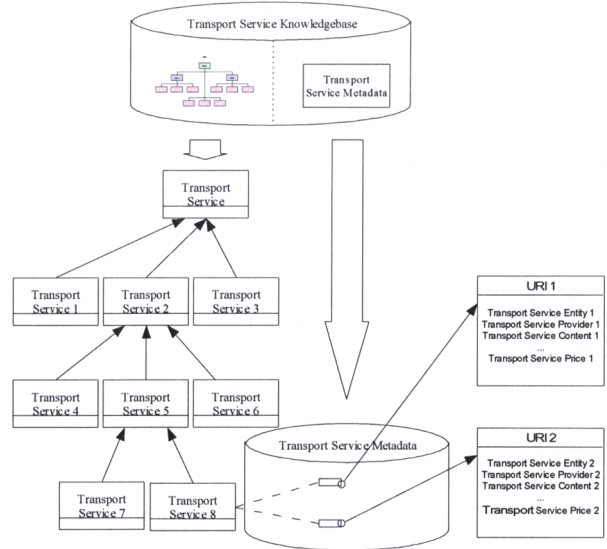 Transport Service Knowledgebase
Transport
Service Metadata
Transport
Service
Transport
Service 1
Transport
Service 2
Transport
Service 3
Transport
Service 4
Transport
Service 5
Transport
Service 6
Transport
Service 7
Transport
Service 8
Transport Service Metadata
URI 1
Transport Service Entity 1
Transport Service Provider 1
Transport Service Content 1
...
Transport Service Price 1
URI 2
Transport Service Entity 2
Transport Service Provider 2
Transport Service Content 2
...
Transport Service Price 2